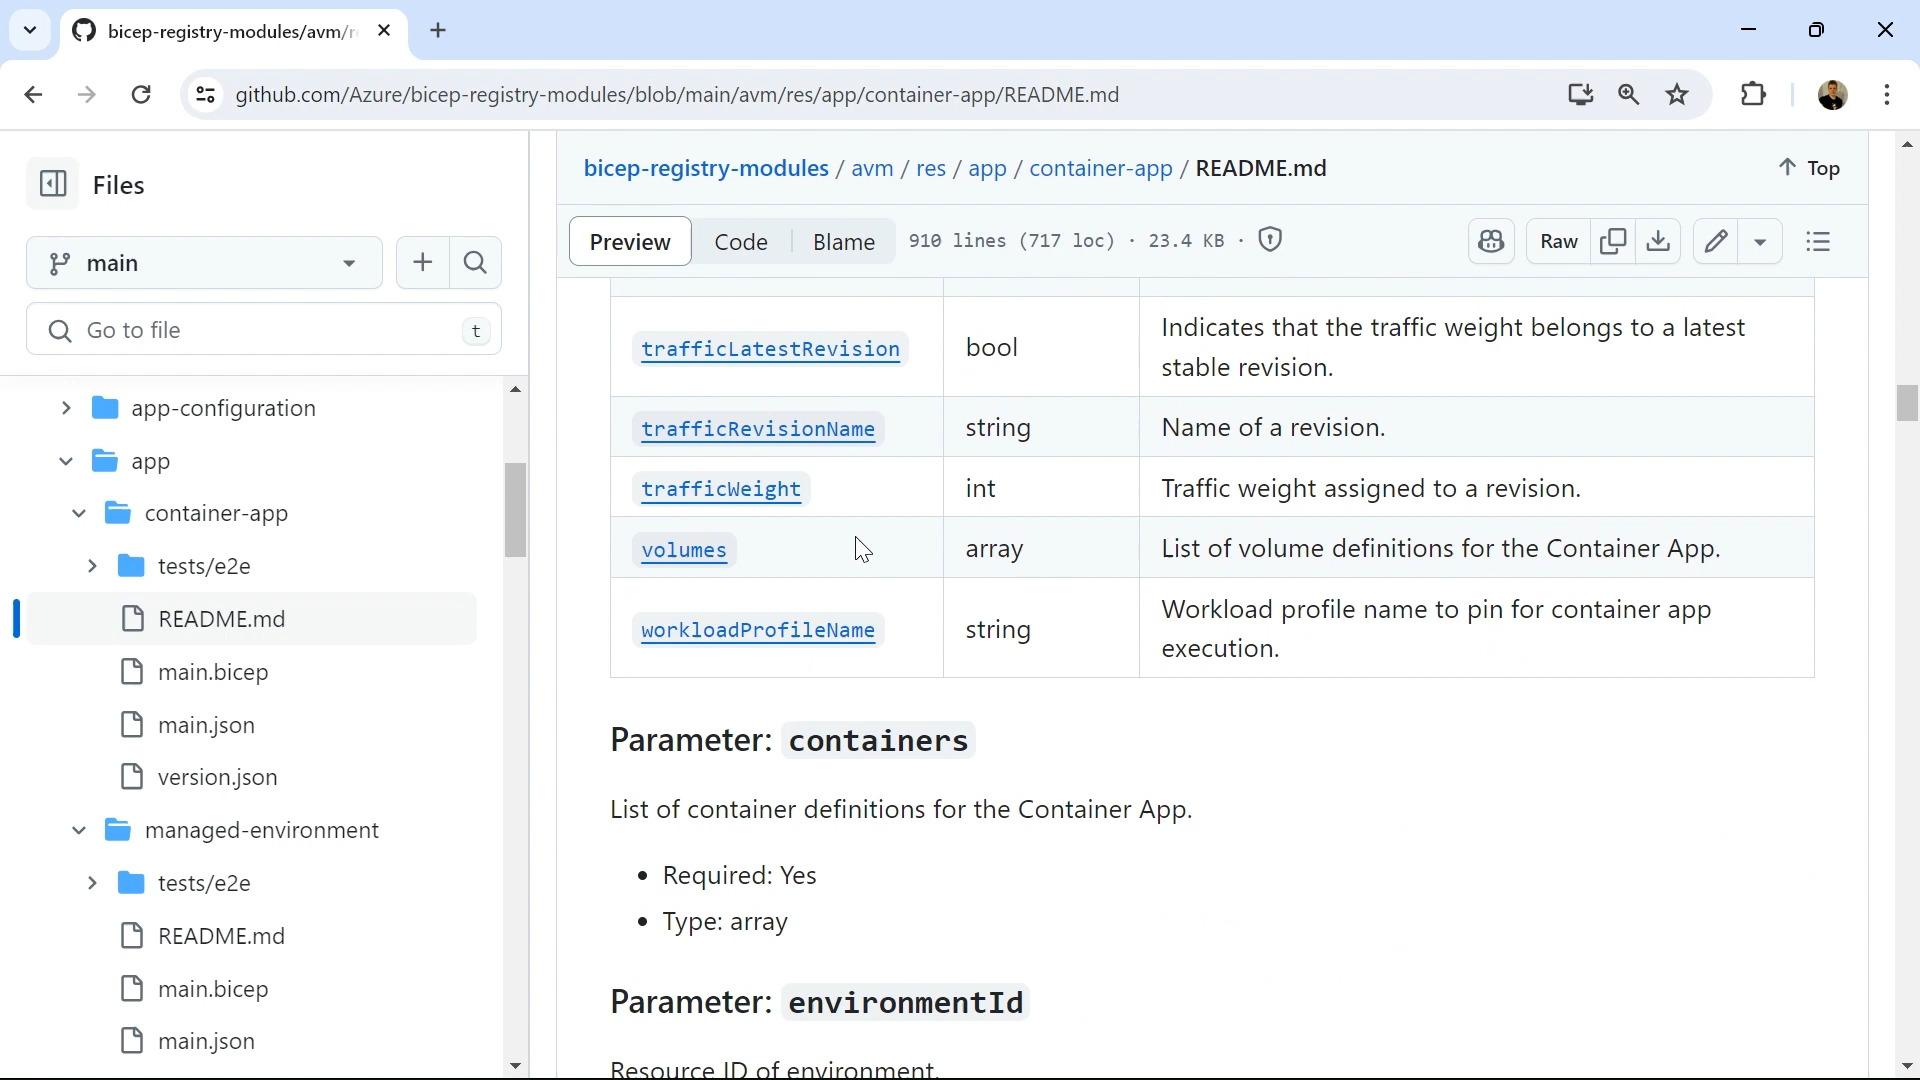 bicep-registry-modules/avm/r
github.com/Azure/bicep-registry-modules/blob/main/avm/res/app/container-app/README.md
Files
main
Go to file
t
app-configuration
app
container-app
tests/e2e
README.md
main.bicep
main.json
version.json
managed-environment
tests/e2e
README.md
main.bicep
main.json
bicep-registry-modules / avm / res / app / container-app / README.md
Top
Preview
Code
Blame
910 lines (717 loc) · 23.4 KB ·
Raw
trafficLatestRevision
bool
Indicates that the traffic weight belongs to a latest
stable revision.
trafficRevisionName
string
Name of a revision.
trafficWeight
int
Traffic weight assigned to a revision.
volumes
array
List of volume definitions for the Container App.
workloadProfileName
string
Workload profile name to pin for container app
execution.
Parameter: containers
List of container definitions for the Container App.
• Required: Yes
• Type: array
Parameter: environmentId
Resource ID of environment.